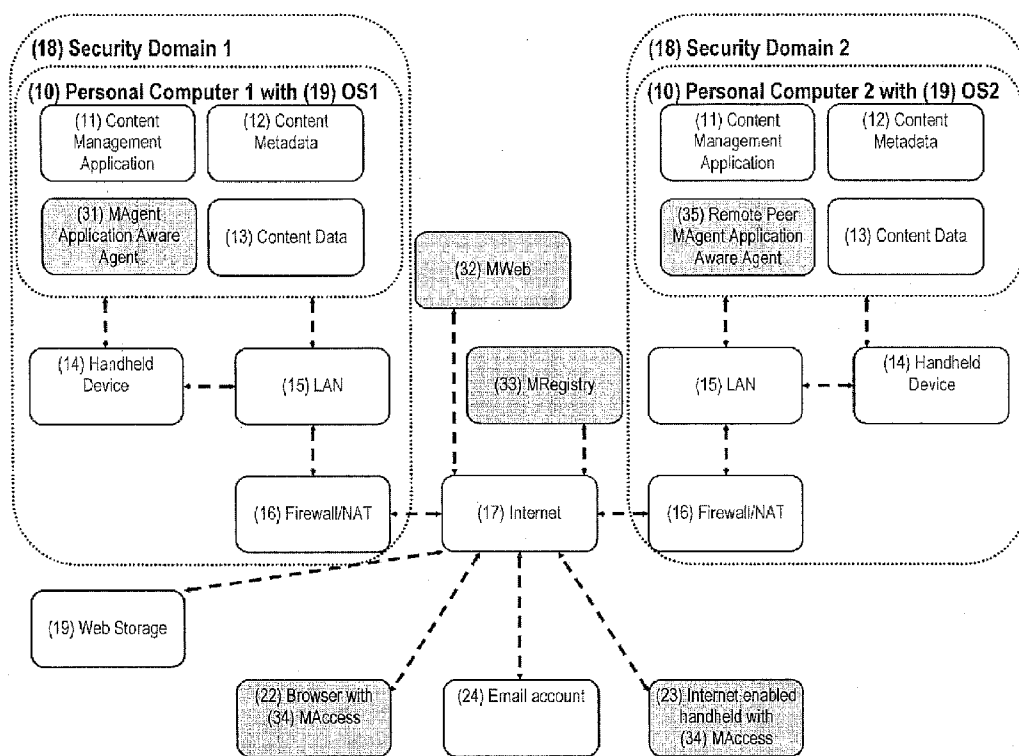 (18) Security Domain 1
(10) Personal Computer 1 with (19) OS1
(11) Content
Management
Application
(12) Content
Metadata
(31) MAgent
Application Aware
Agent
(13) Content Data
(14) Handheld
Device
(15) LAN
(16) Firewall/NAT
(32) MWeb
(33) MRegistry
(17) Internet
(18) Security Domain 2
(10) Personal Computer 2 with (19) OS2
(11) Content
Management
Application
(12) Content
Metadata
(35) Remote Peer
MAgent Application
Aware Agent
(13) Content Data
(15) LAN
(14) Handheld
Device
(16) Firewall/NAT
(19) Web Storage
(22) Browser with
(34) MAccess
(24) Email account
(23) Internet enabled
handheld with
(34) MAccess